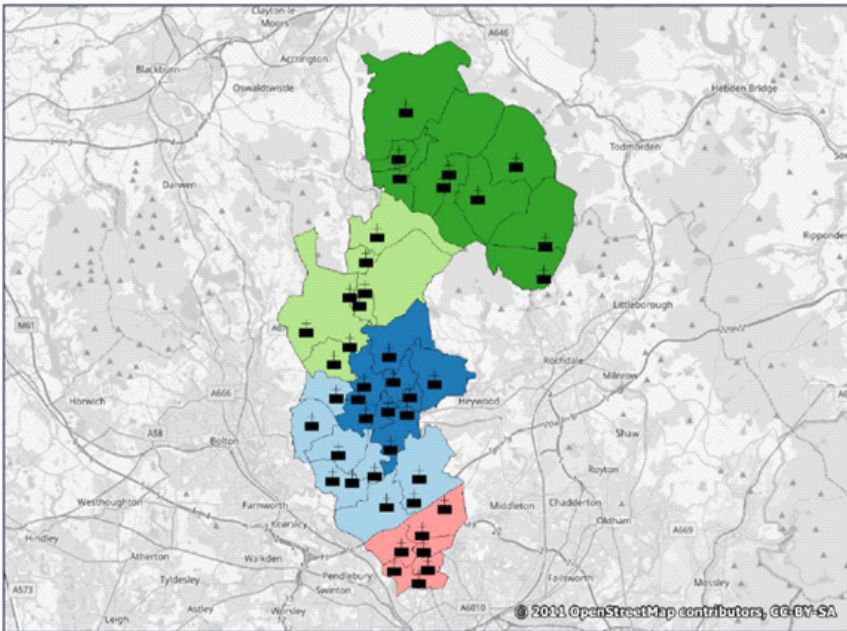 Clayton-le
Moors
A646
Accrington
Blackburn
Oswaldtwistle
Hebden Bridge
Todmorden
Darwen
Ripponden
Littleborough
M61
Rochdale
Milnrow
A666
Horwich
Heywood
A58
Bolton
Shaw
Royton
Westhoughton
Farnworth
Middleton
Chadderton
Kearsley
Oldham
A669
Hindley
Atherton
Walkden
Pendlebury
Failsworth
Tyldesley
Swinton
Mossley
A573
Astley
Worsley
A6010
Leigh
© 2011 OpenStreetMap contributors, CC-BY-SA